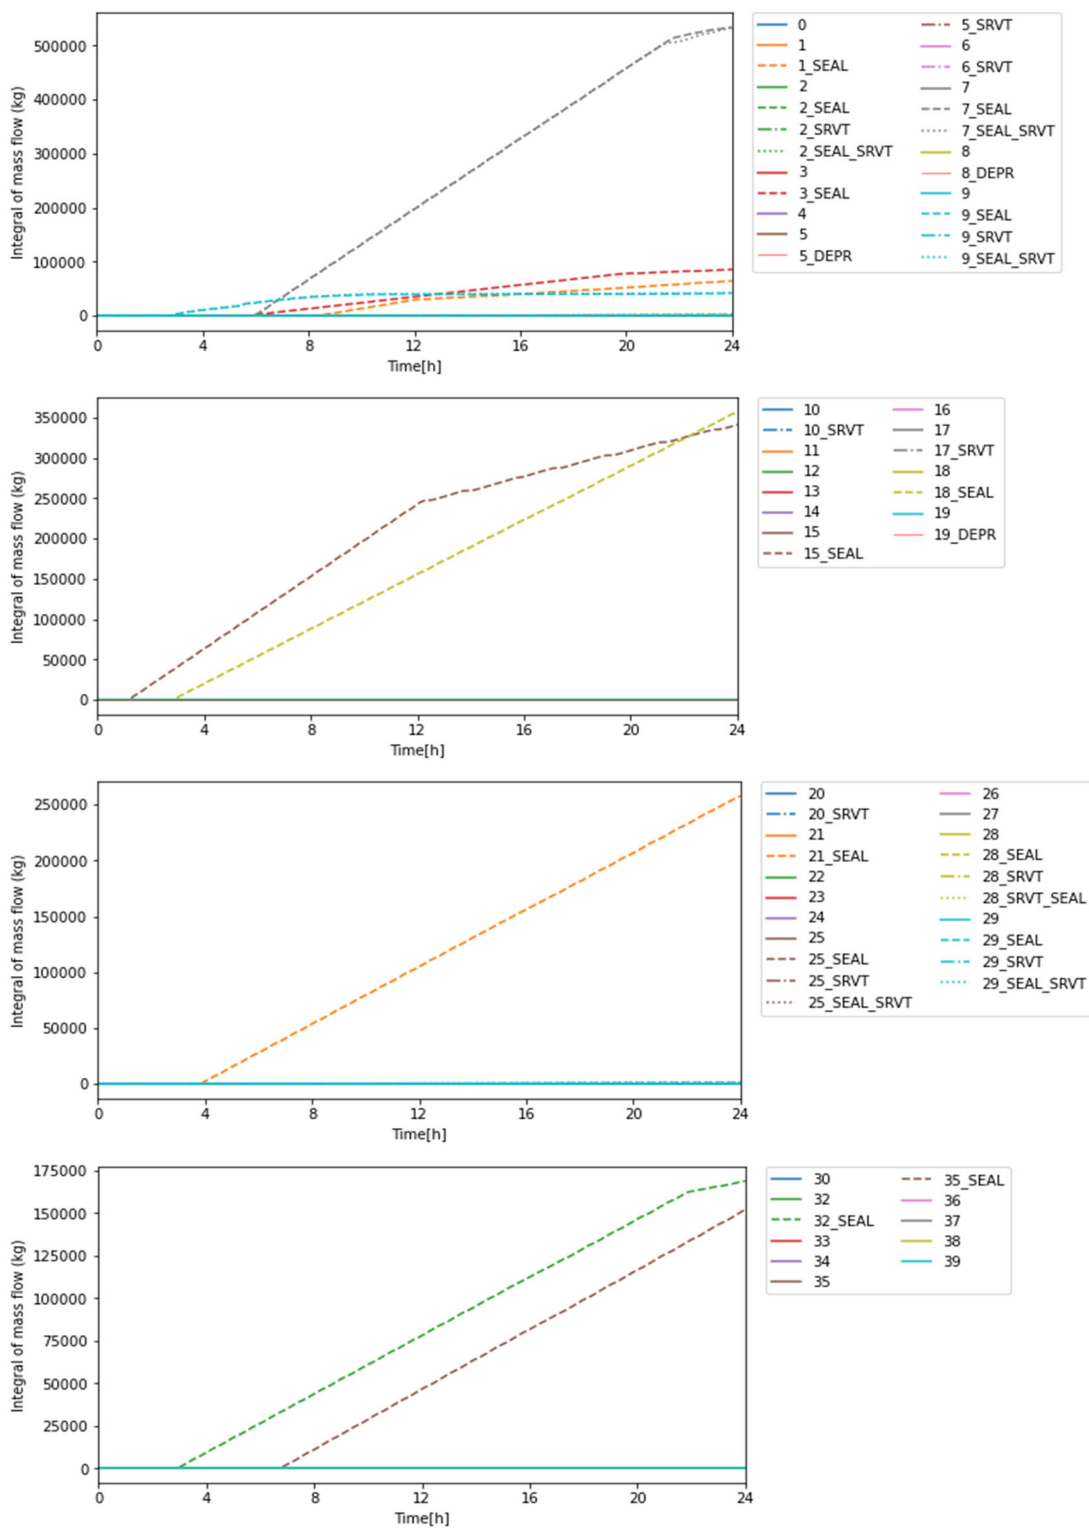 500000
400000
300000
200000
100000
0
Integral of mass flow (kg)
0 4 8 12 16 20 24
Time[h]
0
1
1_SEAL
2
2_SEAL
2_SRVT
2_SEAL_SRVT
3
3_SEAL
4
5
5_DEPR
5_SRVT
6
6_SRVT
7
7_SEAL
7_SEAL_SRVT
8
8_DEPR
9
9_SEAL
9_SRVT
9_SEAL_SRVT
350000
300000
250000
200000
150000
100000
50000
0
Integral of mass flow (kg)
0 4 8 12 16 20 24
Time[h]
10
10_SRVT
11
12
13
14
15
15_SEAL
16
17
17_SRVT
18
18_SEAL
19
19_DEPR
250000
200000
150000
100000
50000
0
Integral of mass flow (kg)
0 4 8 12 16 20 24
Time[h]
20
20_SRVT
21
21_SEAL
22
23
24
25
25_SEAL
25_SRVT
25_SEAL_SRVT
26
27
28
28_SEAL
28_SRVT
28_SRVT_SEAL
29
29_SEAL
29_SRVT
29_SEAL_SRVT
175000
150000
125000
100000
75000
50000
25000
0
Integral of mass flow (kg)
0 4 8 12 16 20 24
Time[h]
30
32
32_SEAL
33
34
35
35_SEAL
36
37
38
39